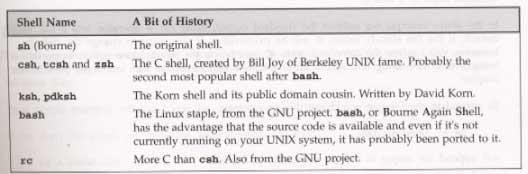 Shell Name A Bit of History
sh (Bourne) The original shell.
csh, tcsh and zsh The C shell, created by Bill Joy of Berkeley UNIX fame. Probably the
second most popular shell after bash.
ksh, pdksh The Korn shell and its public domain cousin. Written by David Korn.
bash The Linux staple, from the GNU project. bash, or Bourne Again Shell,
has the advantage that the source code is available and even if it's not
currently running on your UNIX system, it has probably been ported to it.
rc More C than csh. Also from the GNU project.